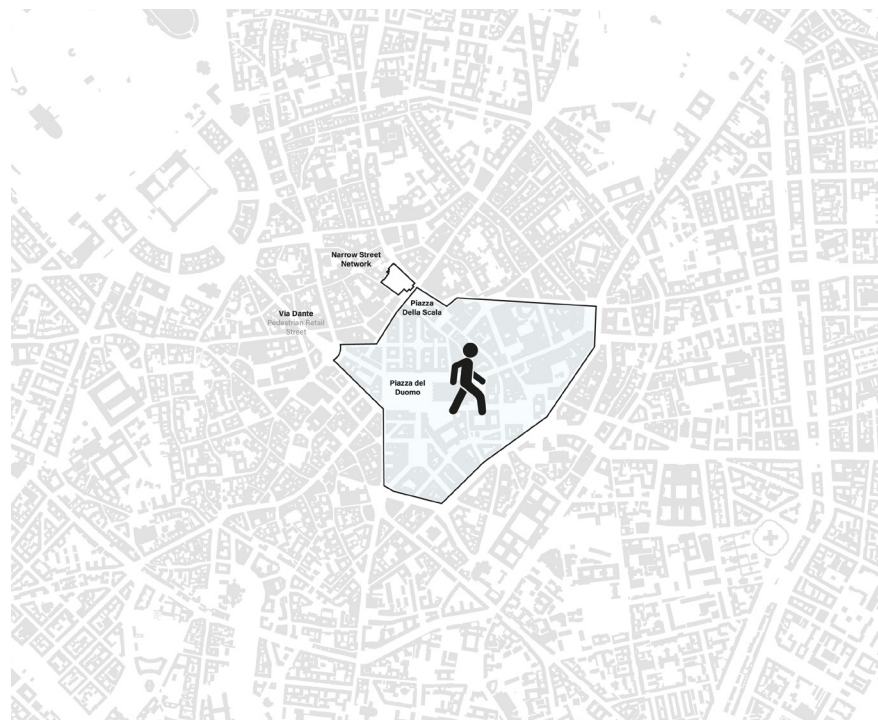 Narrow Street
Network
Piazza
Della Scala
Via Dante
Pedestrian Retail
Street
Piazza del
Duomo